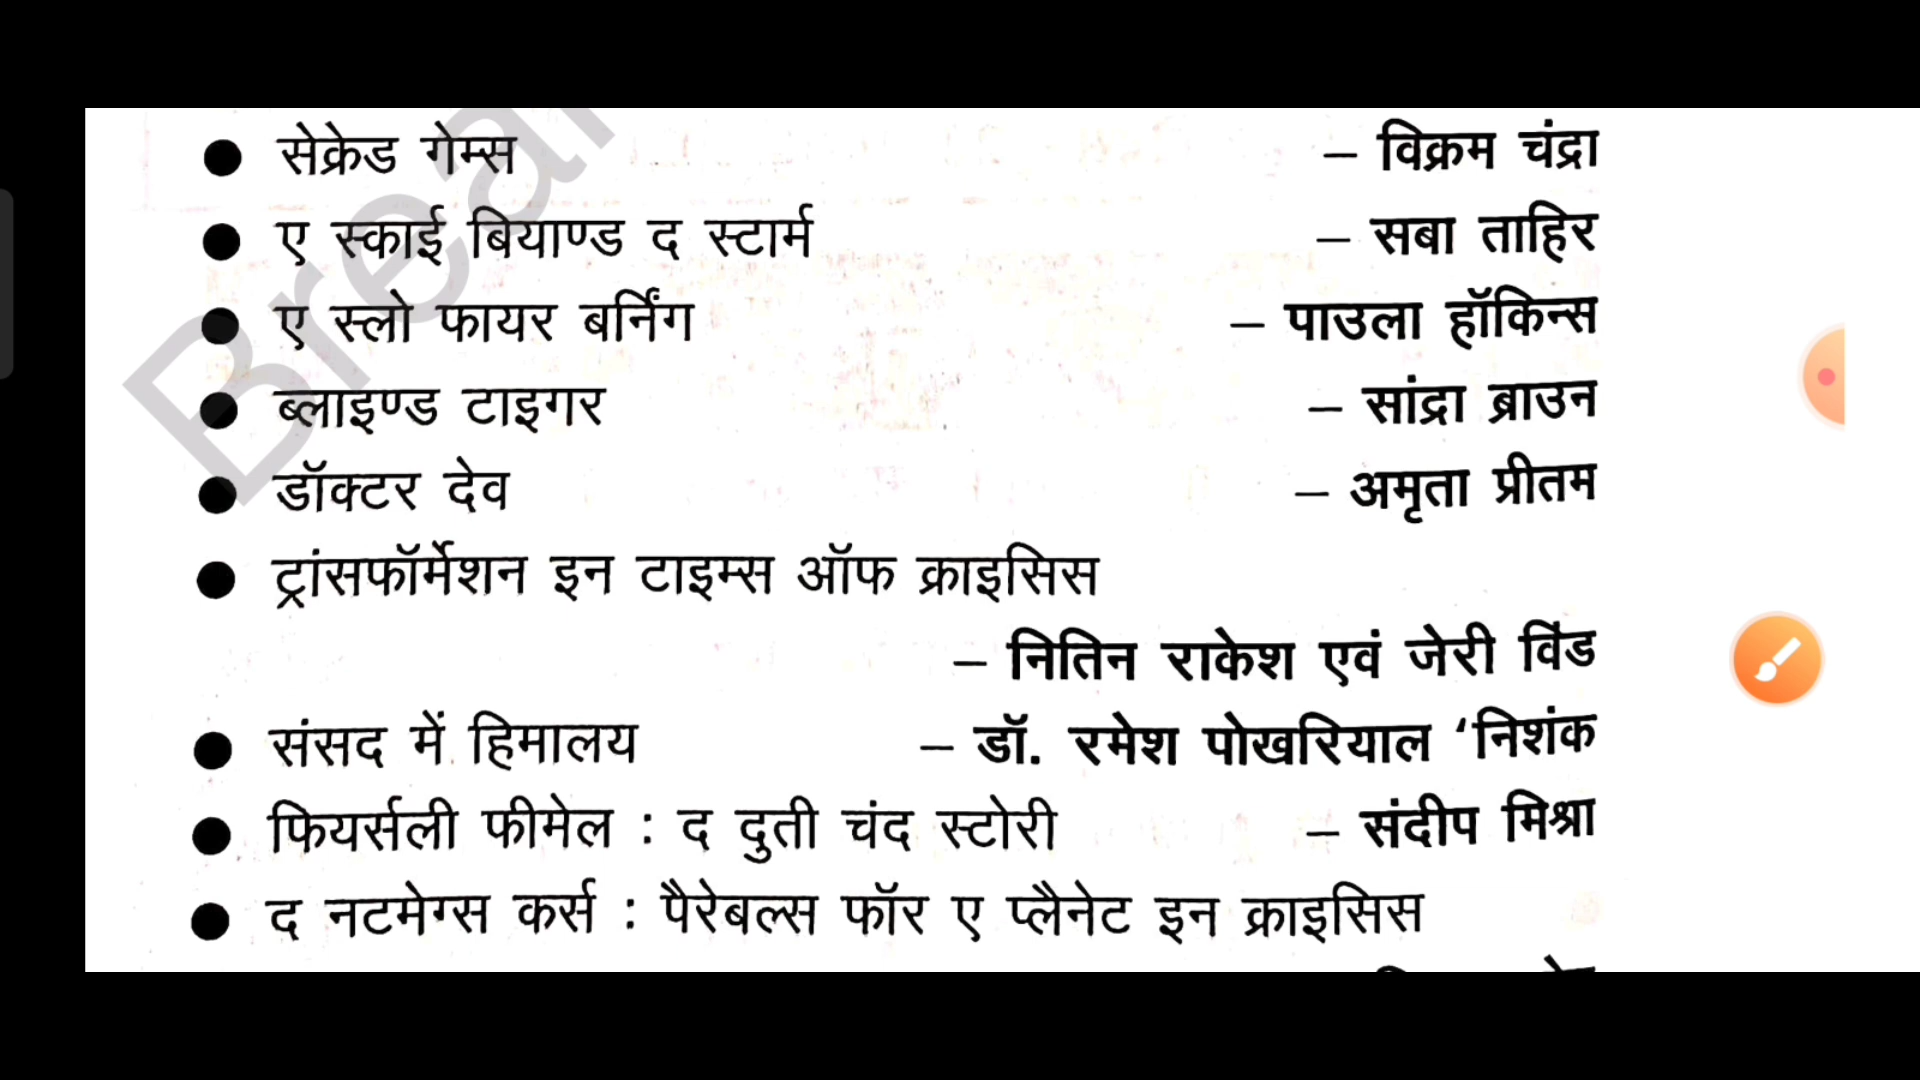 ● सेक्रेड गेम्स – विक्रम चंद्रा
● ए स्काई बियाण्ड द स्टार्म – सबा ताहिर
● ए स्लो फायर बर्निंग – पाउला हॉकिन्स
● ब्लाइण्ड टाइगर – सांद्रा ब्राउन
● डॉक्टर देव – अमृता प्रीतम
● ट्रांसफॉर्मेशन इन टाइम्स ऑफ क्राइसिस
– नितिन राकेश एवं जेरी विंड
● संसद में हिमालय – डॉ. रमेश पोखरियाल ‘निशंक
● फियर्सली फीमेल : द दुती चंद स्टोरी – संदीप मिश्रा
● द नटमेग्स कर्स : पैरेबल्स फॉर ए प्लैनेट इन क्राइसिस